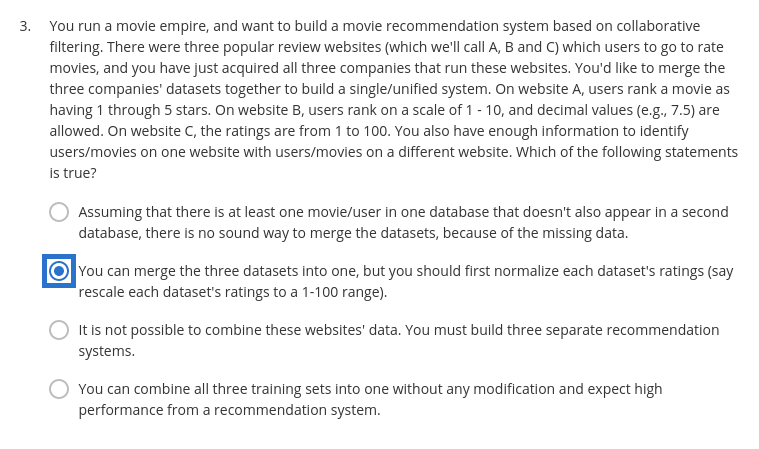 3. You run a movie empire, and want to build a movie recommendation system based on collaborative
filtering. There were three popular review websites (which we'll call A, B and C) which users to go to rate
movies, and you have just acquired all three companies that run these websites. You'd like to merge the
three companies' datasets together to build a single/unified system. On website A, users rank a movie as
having 1 through 5 stars. On website B, users rank on a scale of 1 - 10, and decimal values (e.g., 7.5) are
allowed. On website C, the ratings are from 1 to 100. You also have enough information to identify
users/movies on one website with users/movies on a different website. Which of the following statements
is true?
Assuming that there is at least one movie/user in one database that doesn't also appear in a second
database, there is no sound way to merge the datasets, because of the missing data.
You can merge the three datasets into one, but you should first normalize each dataset's ratings (say
rescale each dataset's ratings to a 1-100 range).
It is not possible to combine these websites' data. You must build three separate recommendation
systems.
You can combine all three training sets into one without any modification and expect high
performance from a recommendation system.